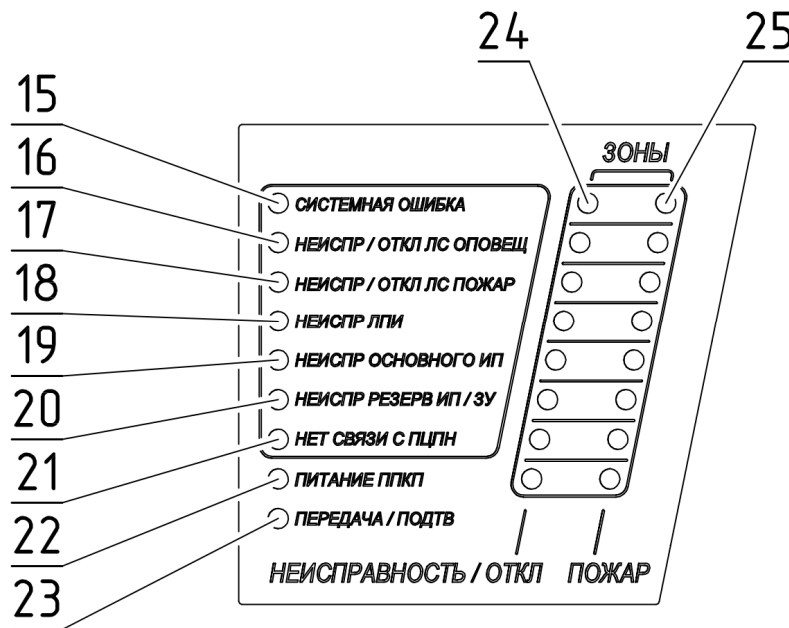 24 25
15
16
17
18
19
20
21
22
23
ЗОНЫ
СИСТЕМНАЯ ОШИБКА
НЕИСПР / ОТКЛ ЛС ОПОВЕЩ
НЕИСПР / ОТКЛ ЛС ПОЖАР
НЕИСПР ЛПИ
НЕИСПР ОСНОВНОГО ИП
НЕИСПР РЕЗЕРВ ИП / ЗУ
НЕТ СВЯЗИ С ПЦПН
ПИТАНИЕ ППКП
ПЕРЕДАЧА / ПОДТВ
НЕИСПРАВНОСТЬ / ОТКЛ ПОЖАР